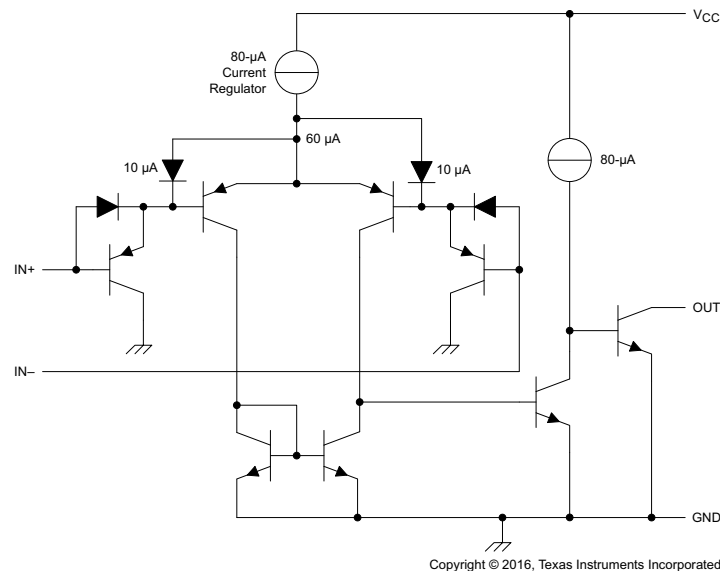 VCC
80-µA
Current
Regulator
60 µA
10 µA
10 µA
80-µA
IN+
OUT
IN–
GND
Copyright © 2016, Texas Instruments Incorporated